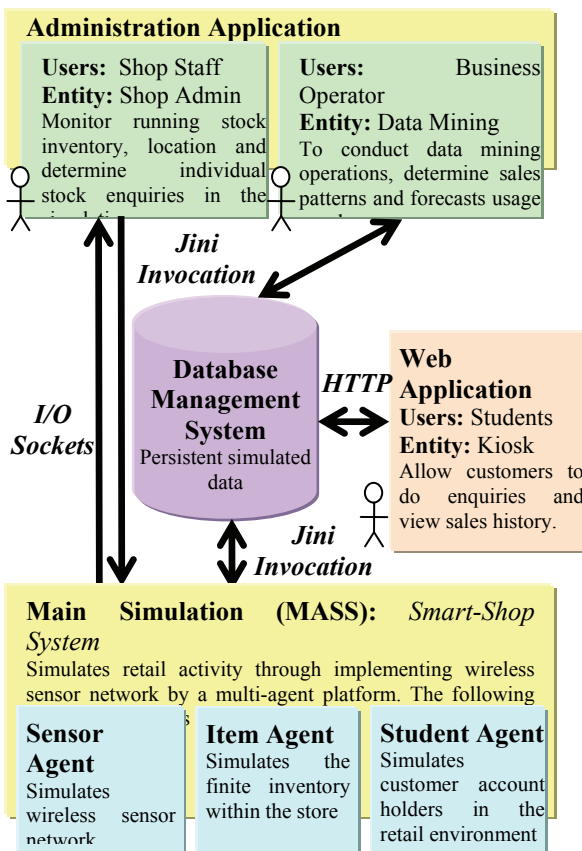 Administration Application
Users: Shop Staff
Entity: Shop Admin
Monitor running stock
inventory, location and
determine individual
stock enquiries in the
Users: Business
Operator
Entity: Data Mining
To conduct data mining
operations, determine sales
patterns and forecasts usage
Jini
Invocation
I/O
Sockets
Database
Management
System
Persistent simulated
data
HTTP
Web
Application
Users: Students
Entity: Kiosk
Allow customers to
do enquiries and
view sales history.
Jini
Invocation
Main Simulation (MASS): Smart-Shop
System
Simulates retail activity through implementing wireless
sensor network by a multi-agent platform. The following
Sensor
Agent
Simulates
wireless sensor
network
Item Agent
Simulates the
finite inventory
within the store
Student Agent
Simulates
customer account
holders in the
retail environment